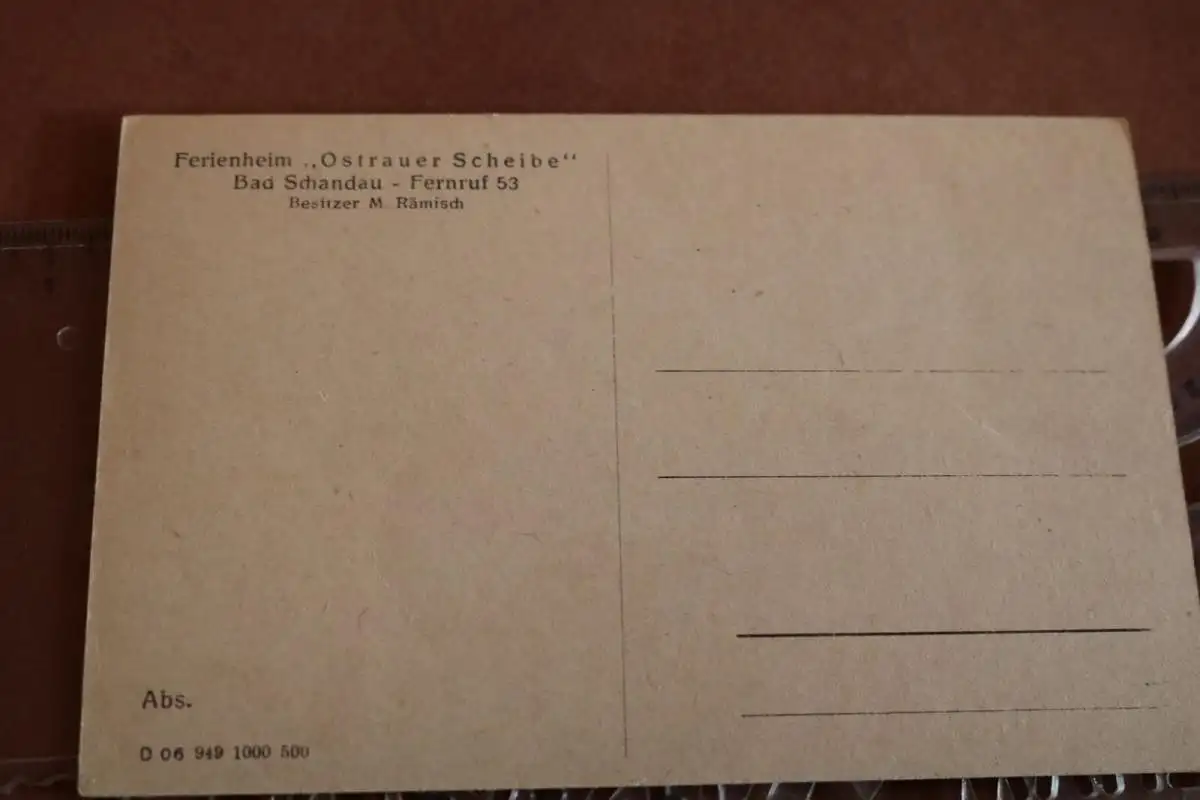 Ferienheim „Ostrauer Scheibe“
Bad Schandau - Fernruf 53
Besitzer M. Rämisch
Abs.
D 06 949 1000 500